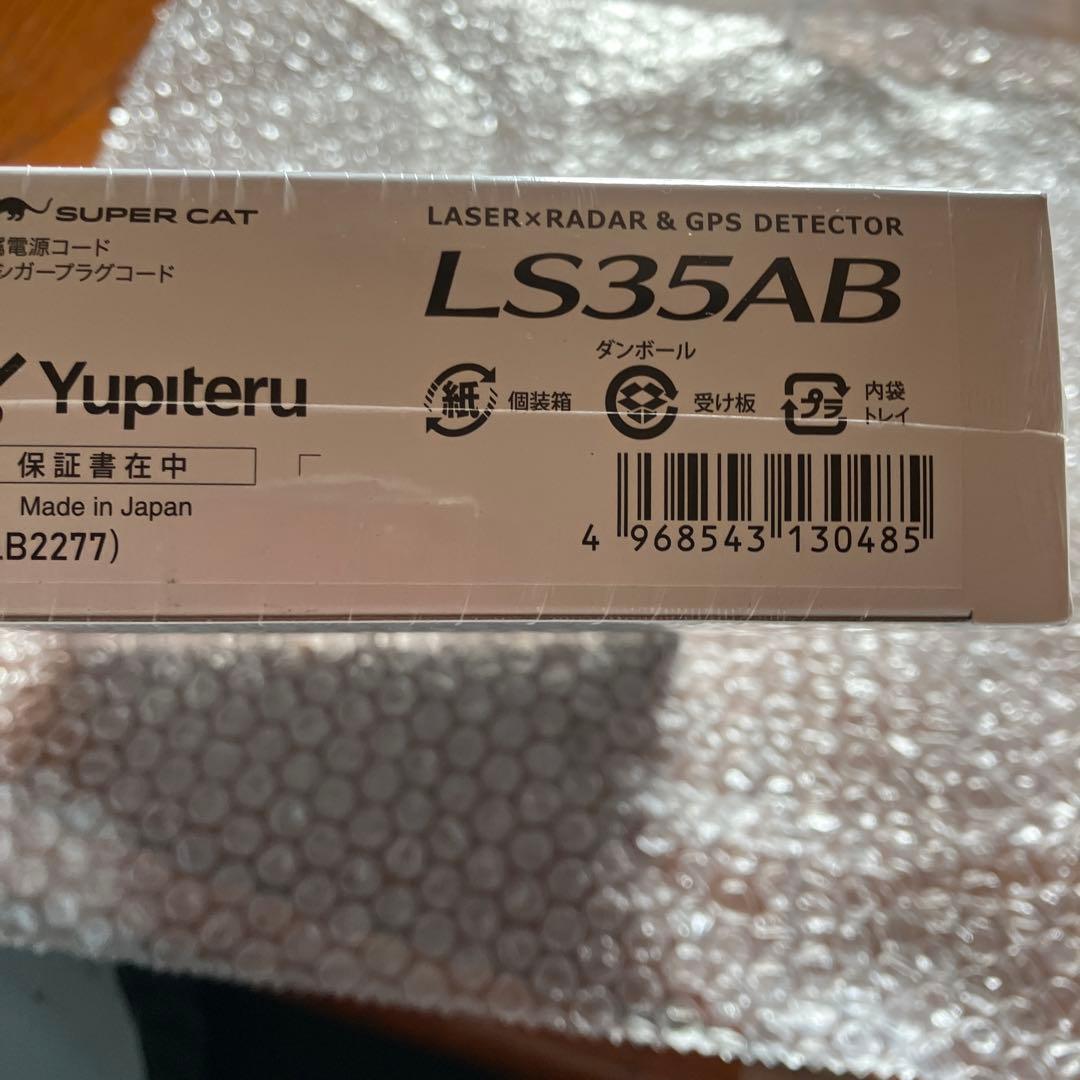 SUPER CAT
電源コード
シガープラグコード
Yupiteru
保証書在中
Made in Japan
LB2277)
LASER×RADAR & GPS DETECTOR
LS35AB
ダンボール
紙 個装箱
受け板
プラ 内袋
トレイ
4 968543 130485